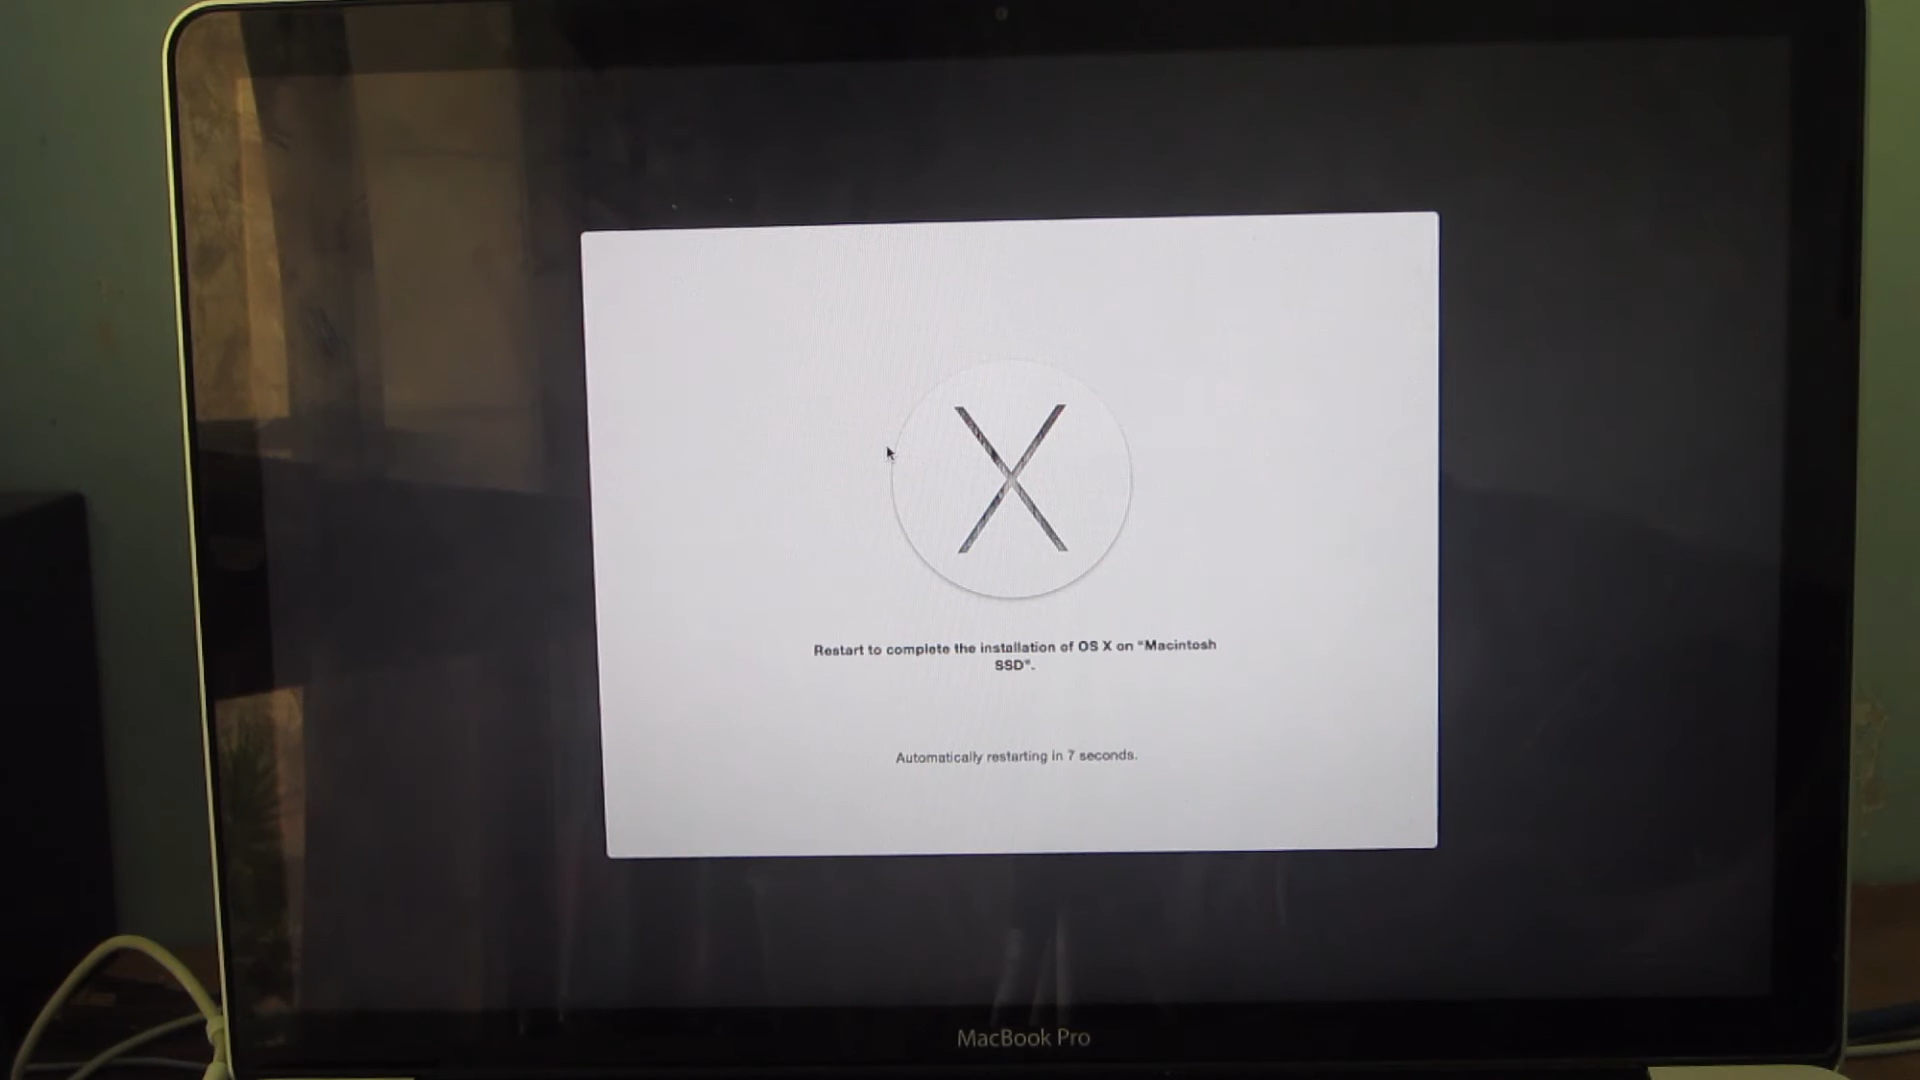 Restart to complete the installation of OS X on "Macintosh
SSD".
Automatically restarting in 7 seconds.
MacBook Pro